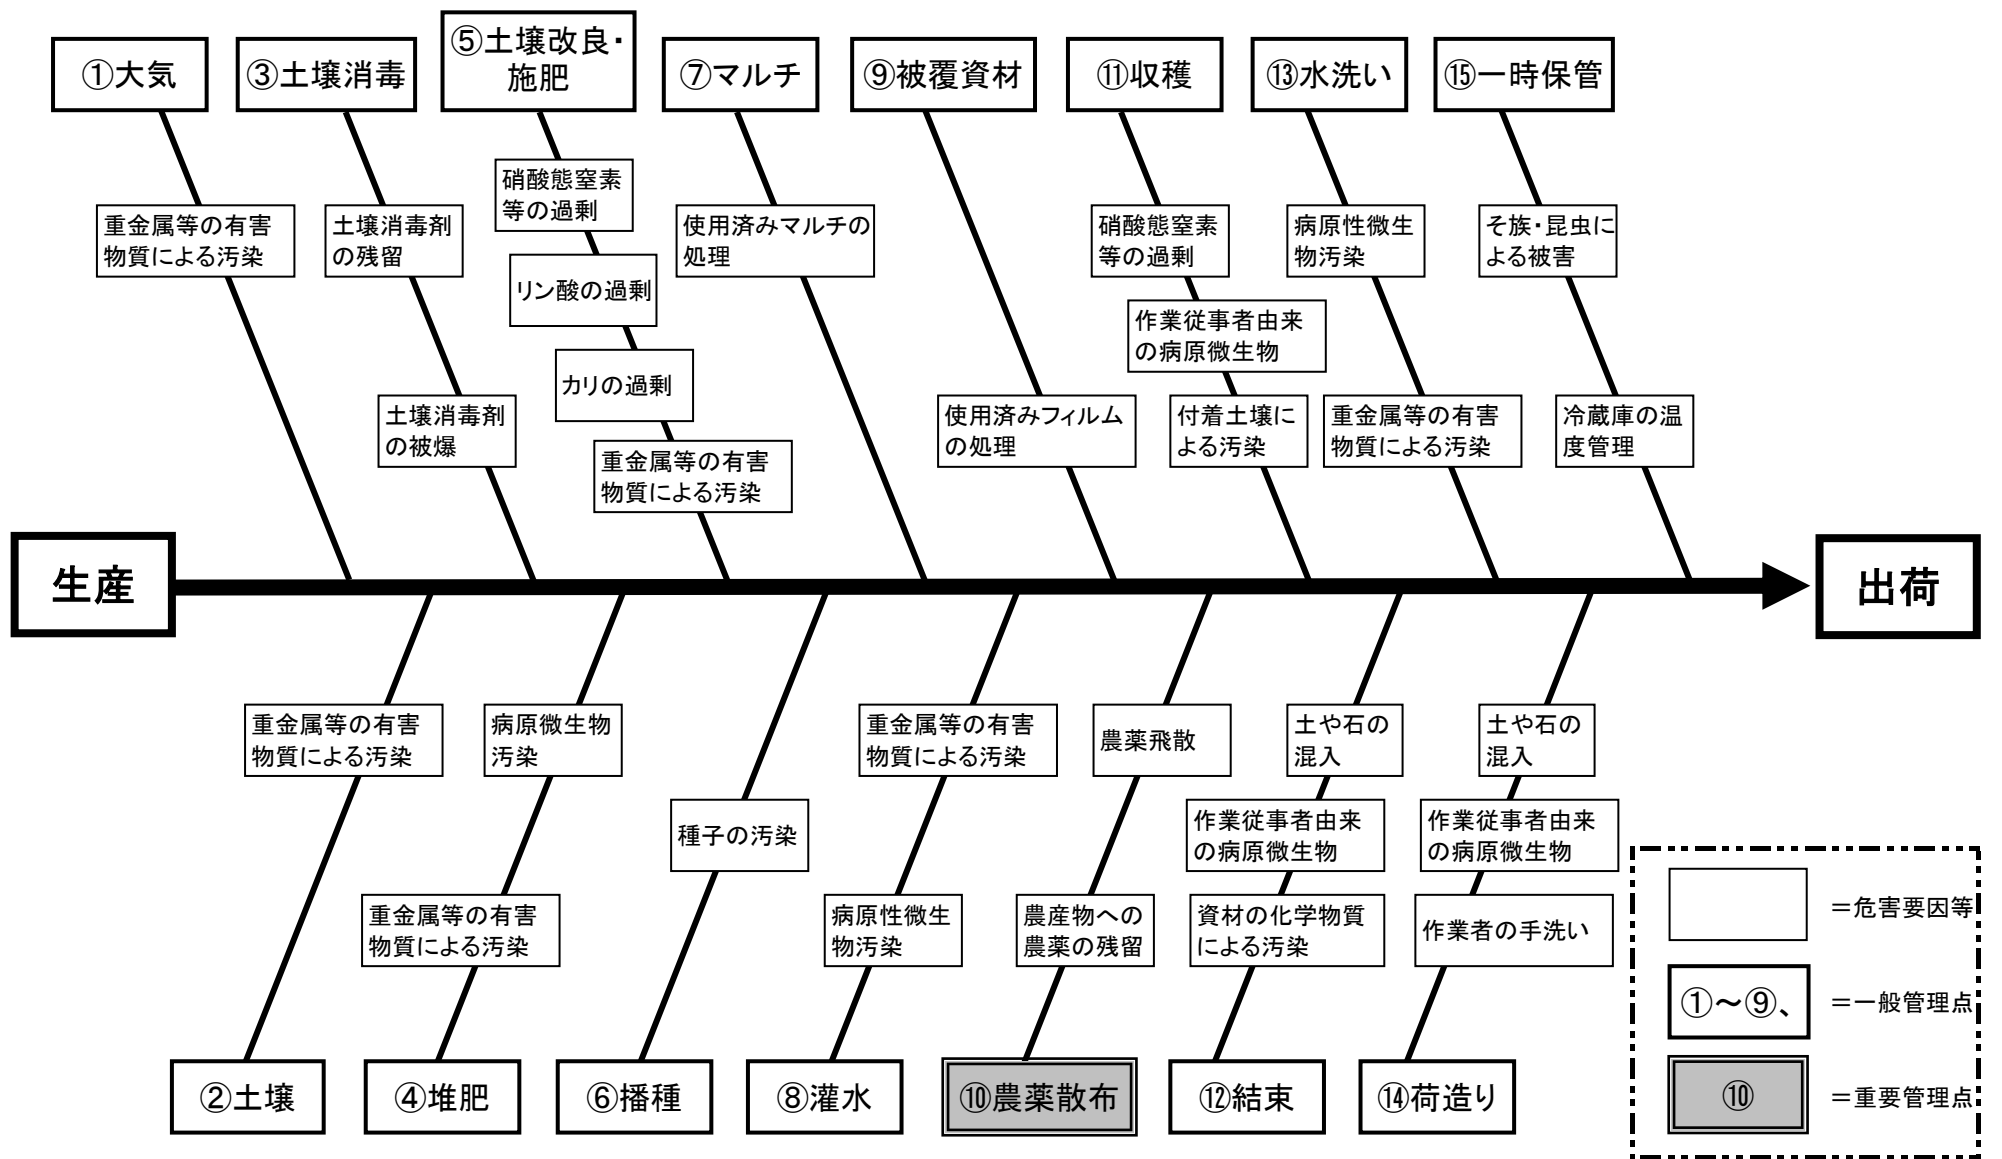 ①大気
③土壌消毒
⑤土壌改良・
施肥
⑦マルチ
⑨被覆資材
⑪収穫
⑬水洗い
⑮一時保管
重金属等の有害
物質による汚染
土壌消毒剤
の残留
土壌消毒剤
の被爆
硝酸態窒素
等の過剰
リン酸の過剰
カリの過剰
重金属等の有害
物質による汚染
使用済みマルチの
処理
使用済みフィルム
の処理
硝酸態窒素
等の過剰
作業従事者由来
の病原微生物
付着土壌に
よる汚染
病原性微生
物汚染
重金属等の有害
物質による汚染
そ族・昆虫に
よる被害
冷蔵庫の温
度管理
生産
出荷
重金属等の有害
物質による汚染
病原微生物
汚染
重金属等の有害
物質による汚染
種子の汚染
重金属等の有害
物質による汚染
病原性微生
物汚染
農薬飛散
農産物への
農薬の残留
土や石の
混入
作業従事者由来
の病原微生物
資材の化学物質
による汚染
土や石の
混入
作業従事者由来
の病原微生物
作業者の手洗い
②土壌
④堆肥
⑥播種
⑧灌水
⑩農薬散布
⑫結束
⑭荷造り
＝危害要因等
①～⑨、
＝一般管理点
⑩
＝重要管理点